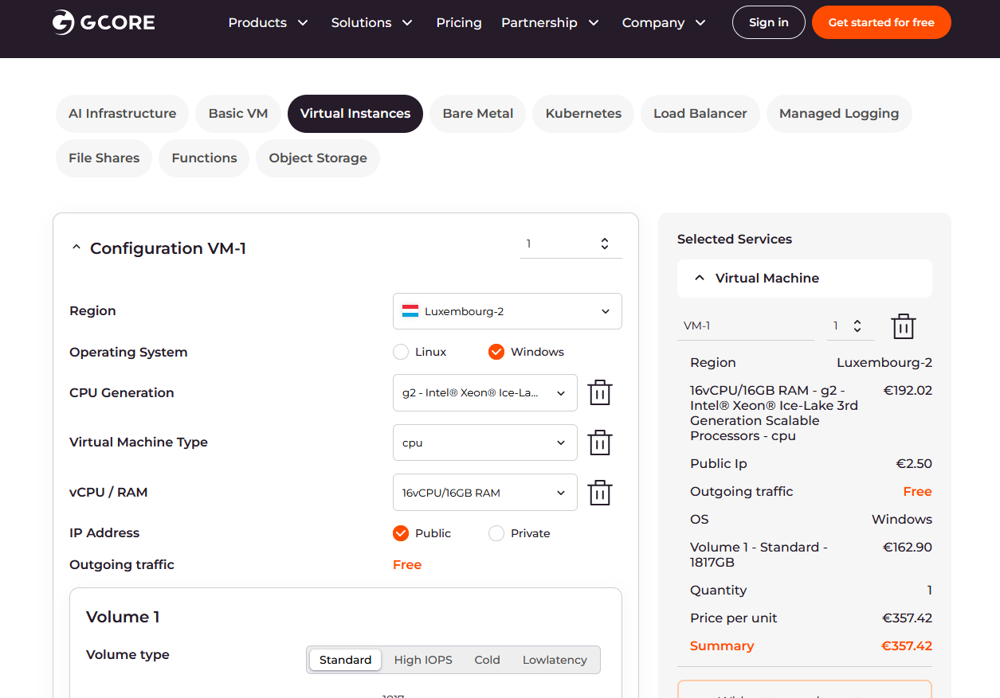 GCORE
Products
Solutions
Pricing
Partnership
Company
Sign in
Get started for free
AI Infrastructure
Basic VM
Virtual Instances
Bare Metal
Kubernetes
Load Balancer
Managed Logging
File Shares
Functions
Object Storage
Configuration VM-1
1
Region
Luxembourg-2
Operating System
Linux
Windows
CPU Generation
g2 - Intel® Xeon® Ice-La...
Virtual Machine Type
cpu
vCPU / RAM
16vCPU/16GB RAM
IP Address
Public
Private
Outgoing traffic
Free
Volume 1
Volume type
Standard
High IOPS
Cold
Lowlatency
Selected Services
Virtual Machine
VM-1
1
Region
Luxembourg-2
16vCPU/16GB RAM - g2 -
€192.02
Intel® Xeon® Ice-Lake 3rd
Generation Scalable
Processors - cpu
Public Ip
€2.50
Outgoing traffic
Free
OS
Windows
Volume 1 - Standard -
€162.90
1817GB
Quantity
1
Price per unit
€357.42
Summary
€357.42